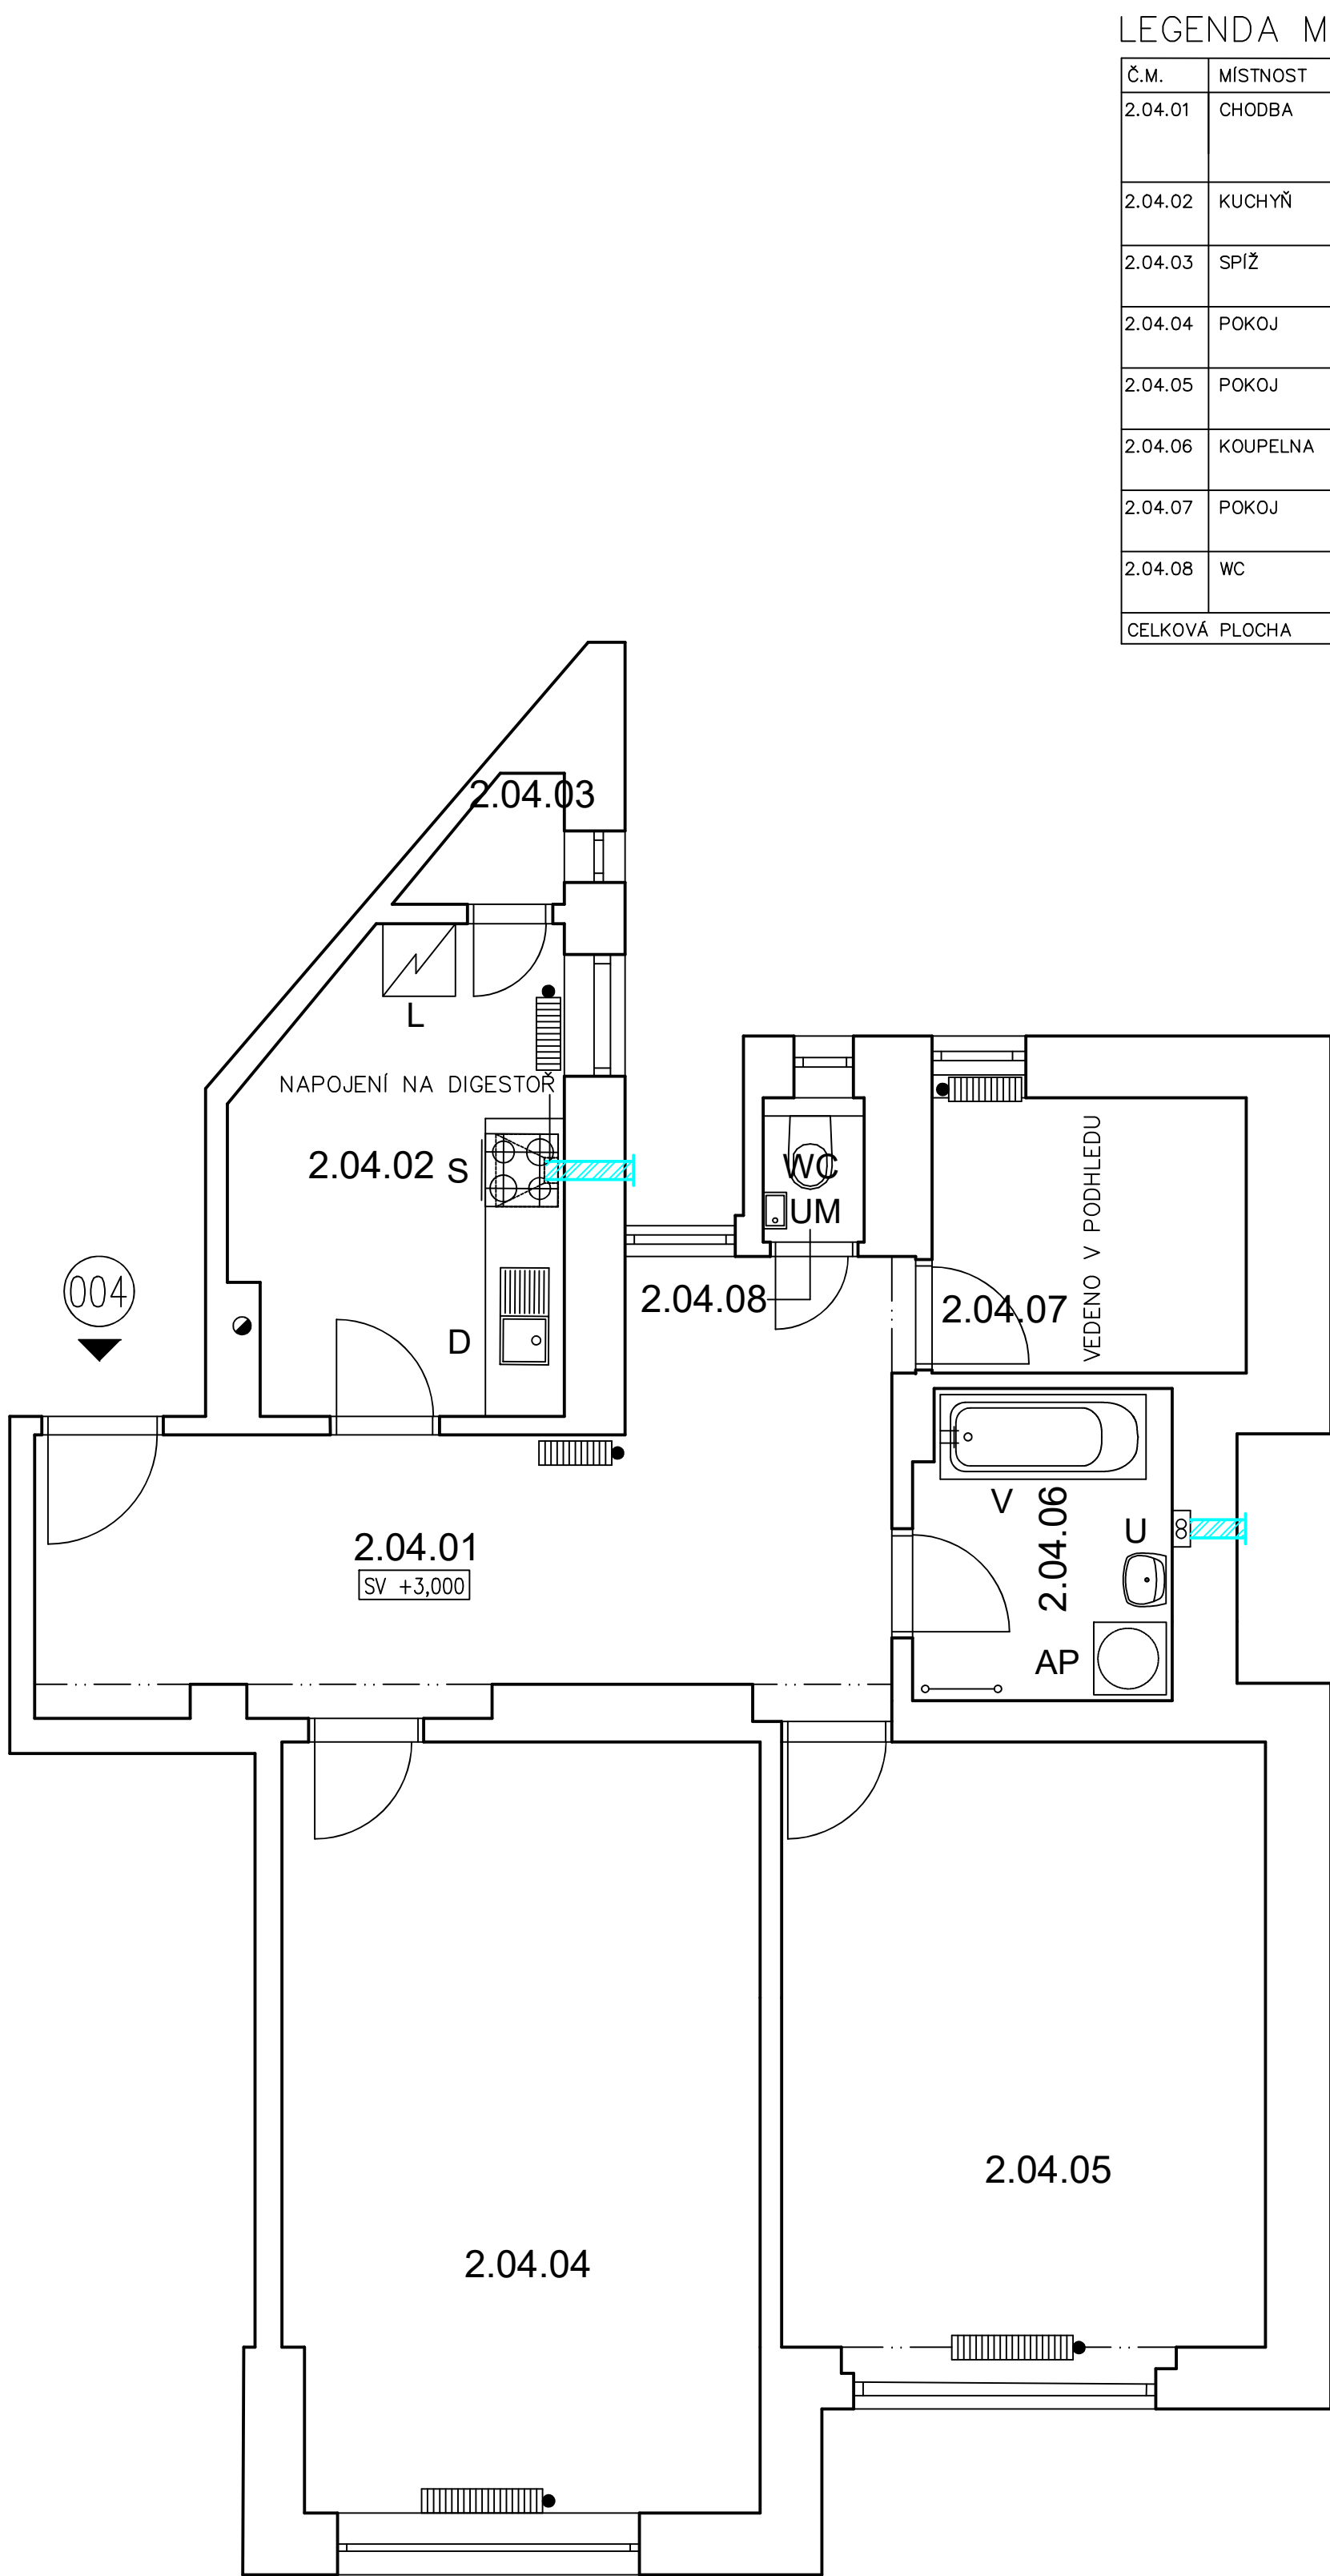 LEGENDA M
Č.M. MÍSTNOST
2.04.01 CHODBA
2.04.02 KUCHYŇ
2.04.03 SPÍŽ
2.04.04 POKOJ
2.04.05 POKOJ
2.04.06 KOUPELNA
2.04.07 POKOJ
2.04.08 WC
CELKOVÁ PLOCHA
2.04.03
L
NAPOJENÍ NA DIGESTOŘ
2.04.02 S
WC
UM
VEDENO V PODHLEDU
004
2.04.08
2.04.07
D
V
2.04.06
U
2.04.01
SV +3,000
AP
2.04.05
2.04.04